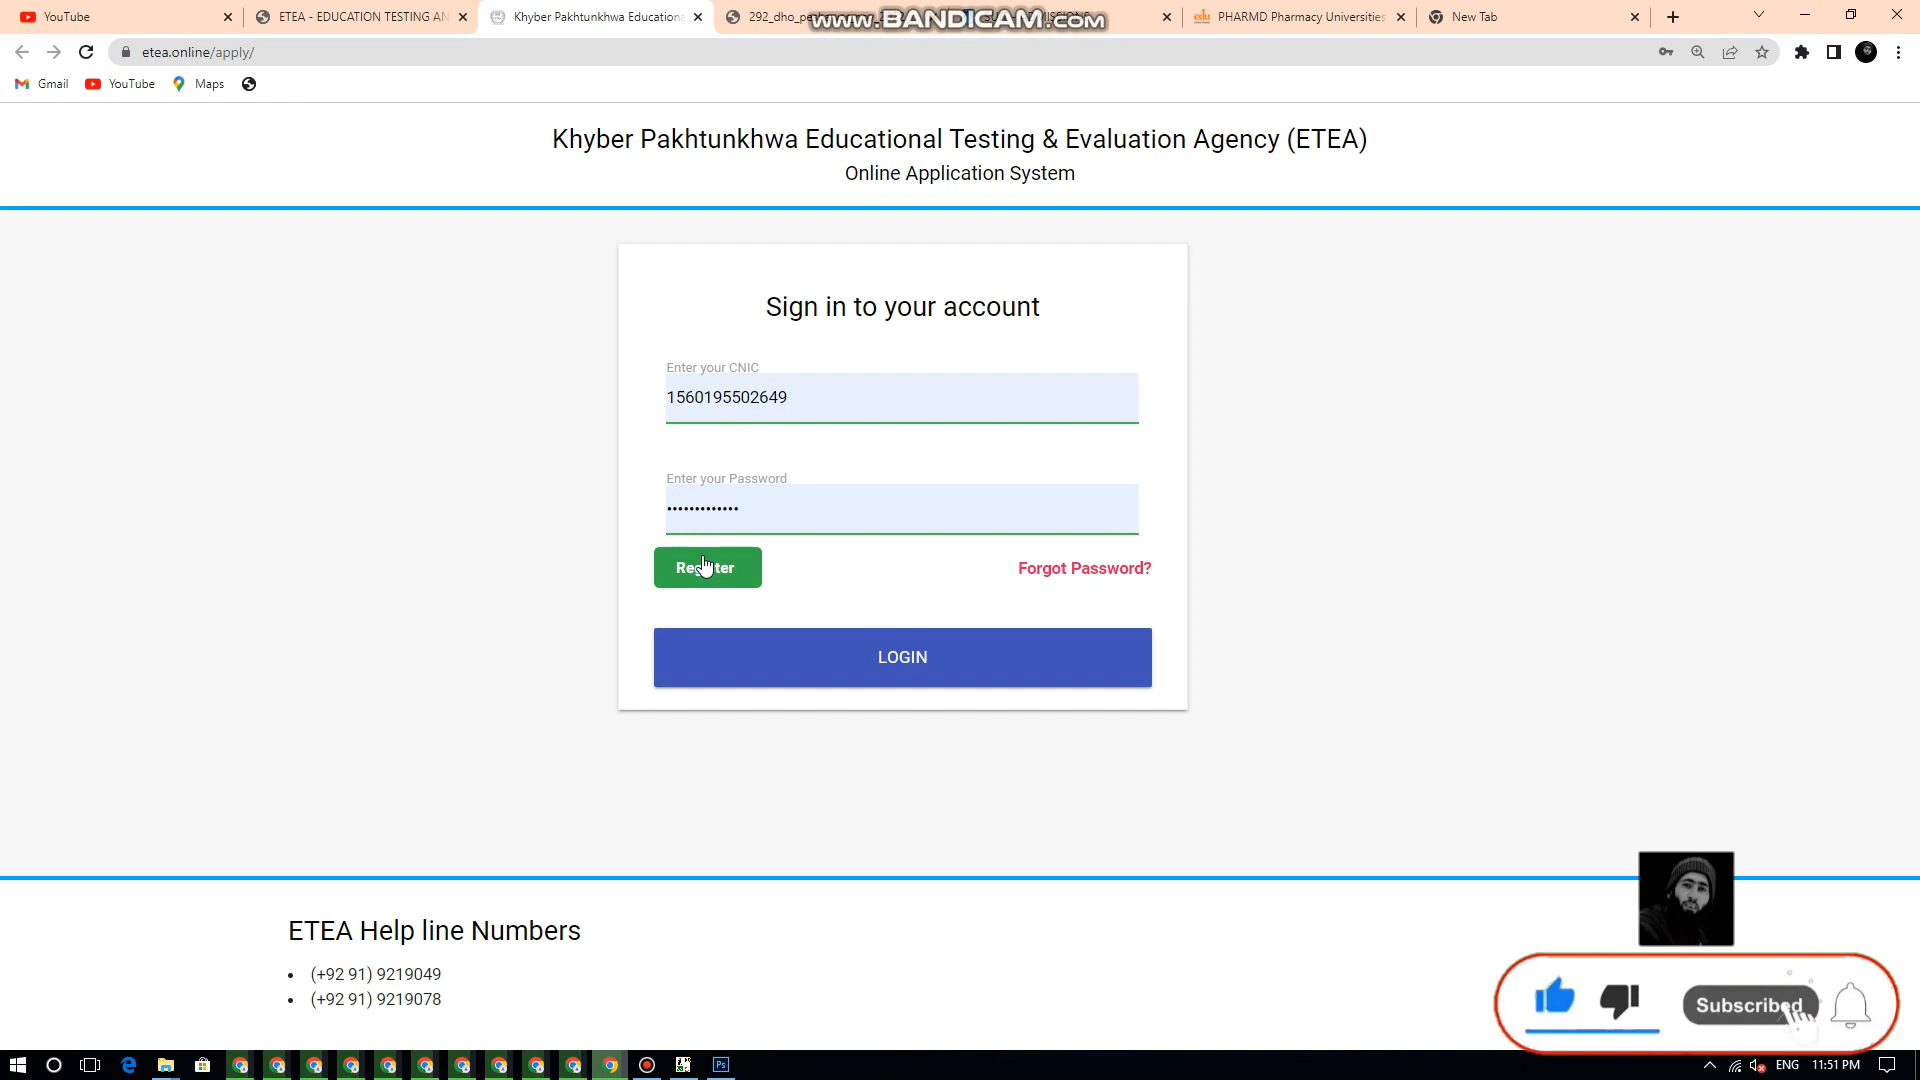 YouTube
ETEA - EDUCATION TESTING AN
Khyber Pakhtunkhwa Educationa
292_dho_pe
www.BANDICAM.com
PHARMD Pharmacy Universities
New Tab
etea.online/apply/
Gmail
YouTube
Maps
Khyber Pakhtunkhwa Educational Testing & Evaluation Agency (ETEA)
Online Application System
Sign in to your account
Enter your CNIC
1560195502649
Enter your Password
•••••••••••••
Register
Forgot Password?
LOGIN
ETEA Help line Numbers
• (+92 91) 9219049
• (+92 91) 9219078
Subscribed
Ps
ENG
11:51 PM